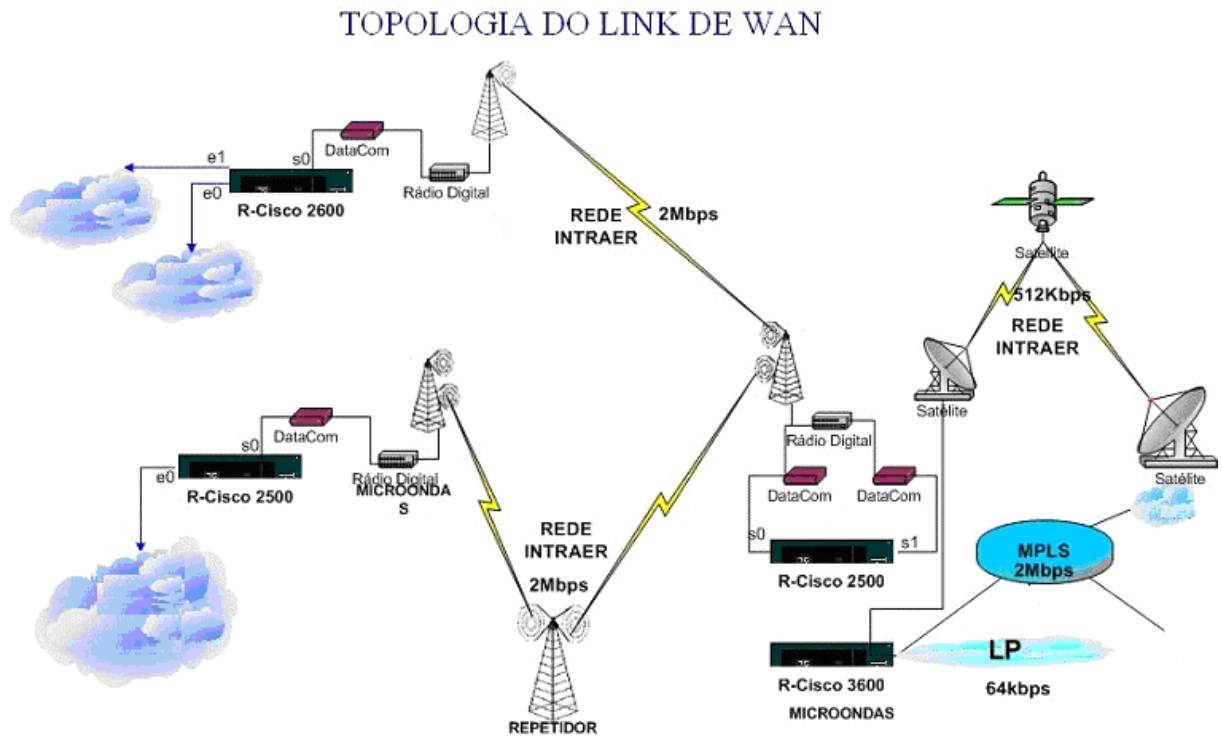 TOPOLOGIA DO LINK DE WAN
e1
s0
DataCom
e0
Rádio Digital
R-Cisco 2600
REDE
INTRAER
2Mbps
Satélite
512Kbps
REDE
INTRAER
Satélite
Satélite
s0
DataCom
e0
Rádio Digital
MICROONDA
S
R-Cisco 2500
REDE
INTRAER
2Mbps
REPETIDOR
Rádio Digital
DataCom
DataCom
s0
s1
R-Cisco 2500
MPLS
2Mbps
LP
64kbps
R-Cisco 3600
MICROONDAS